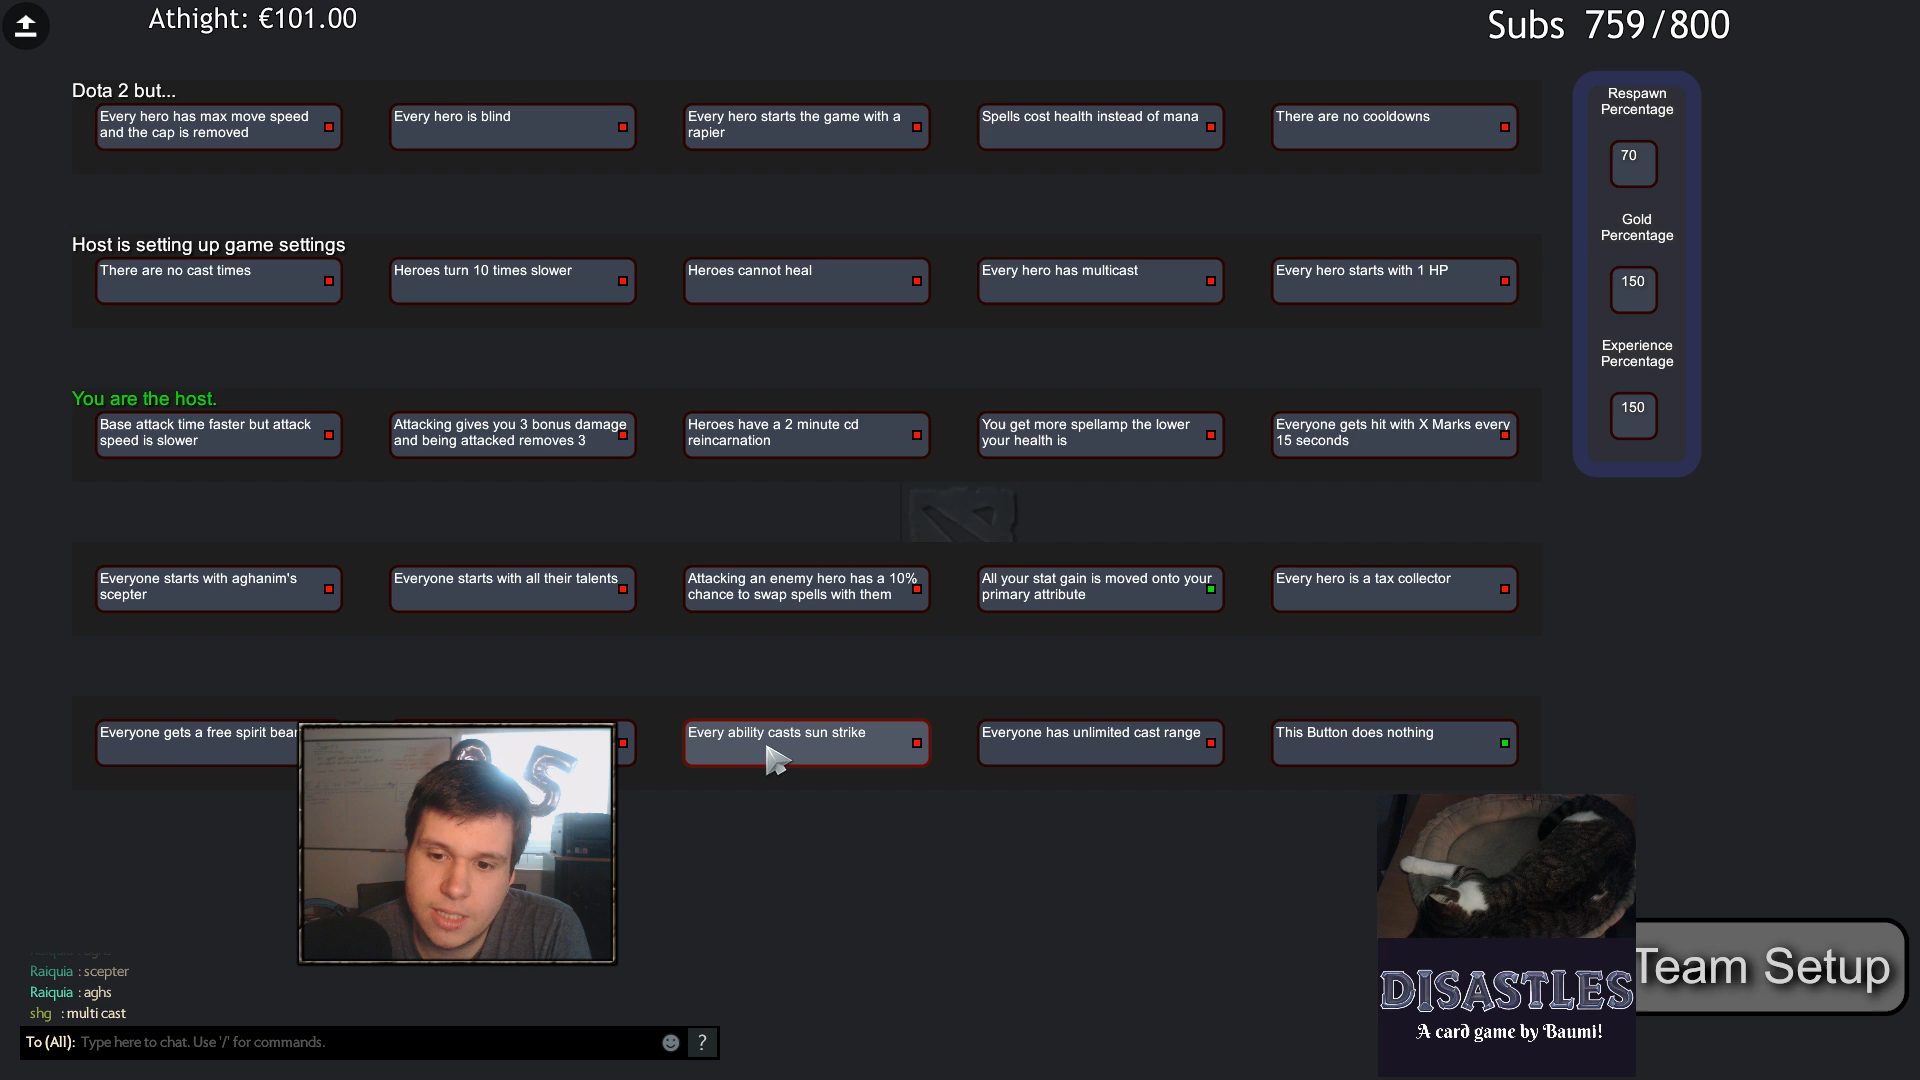 Athight: €101.00
Subs 759/800
Dota 2 but...
Every hero has max move speed
and the cap is removed
Every hero is blind
Every hero starts the game with a
rapier
Spells cost health instead of mana
There are no cooldowns
Respawn
Percentage
70
Gold
Percentage
150
Experience
Percentage
150
Host is setting up game settings
There are no cast times
Heroes turn 10 times slower
Heroes cannot heal
Every hero has multicast
Every hero starts with 1 HP
You are the host.
Base attack time faster but attack
speed is slower
Attacking gives you 3 bonus damage
and being attacked removes 3
Heroes have a 2 minute cd
reincarnation
You get more spellamp the lower
your health is
Everyone gets hit with X Marks every
15 seconds
Everyone starts with aghanim's
scepter
Everyone starts with all their talents
Attacking an enemy hero has a 10%
chance to swap spells with them
All your stat gain is moved onto your
primary attribute
Every hero is a tax collector
Everyone gets a free spirit bear
Every ability casts sun strike
Everyone has unlimited cast range
This Button does nothing
5
Raiquia : scepter
Raiquia : aghs
shg : multi cast
To (All): Type here to chat. Use '/' for commands.
?
DISASTLES
A card game by Baumi!
Team Setup